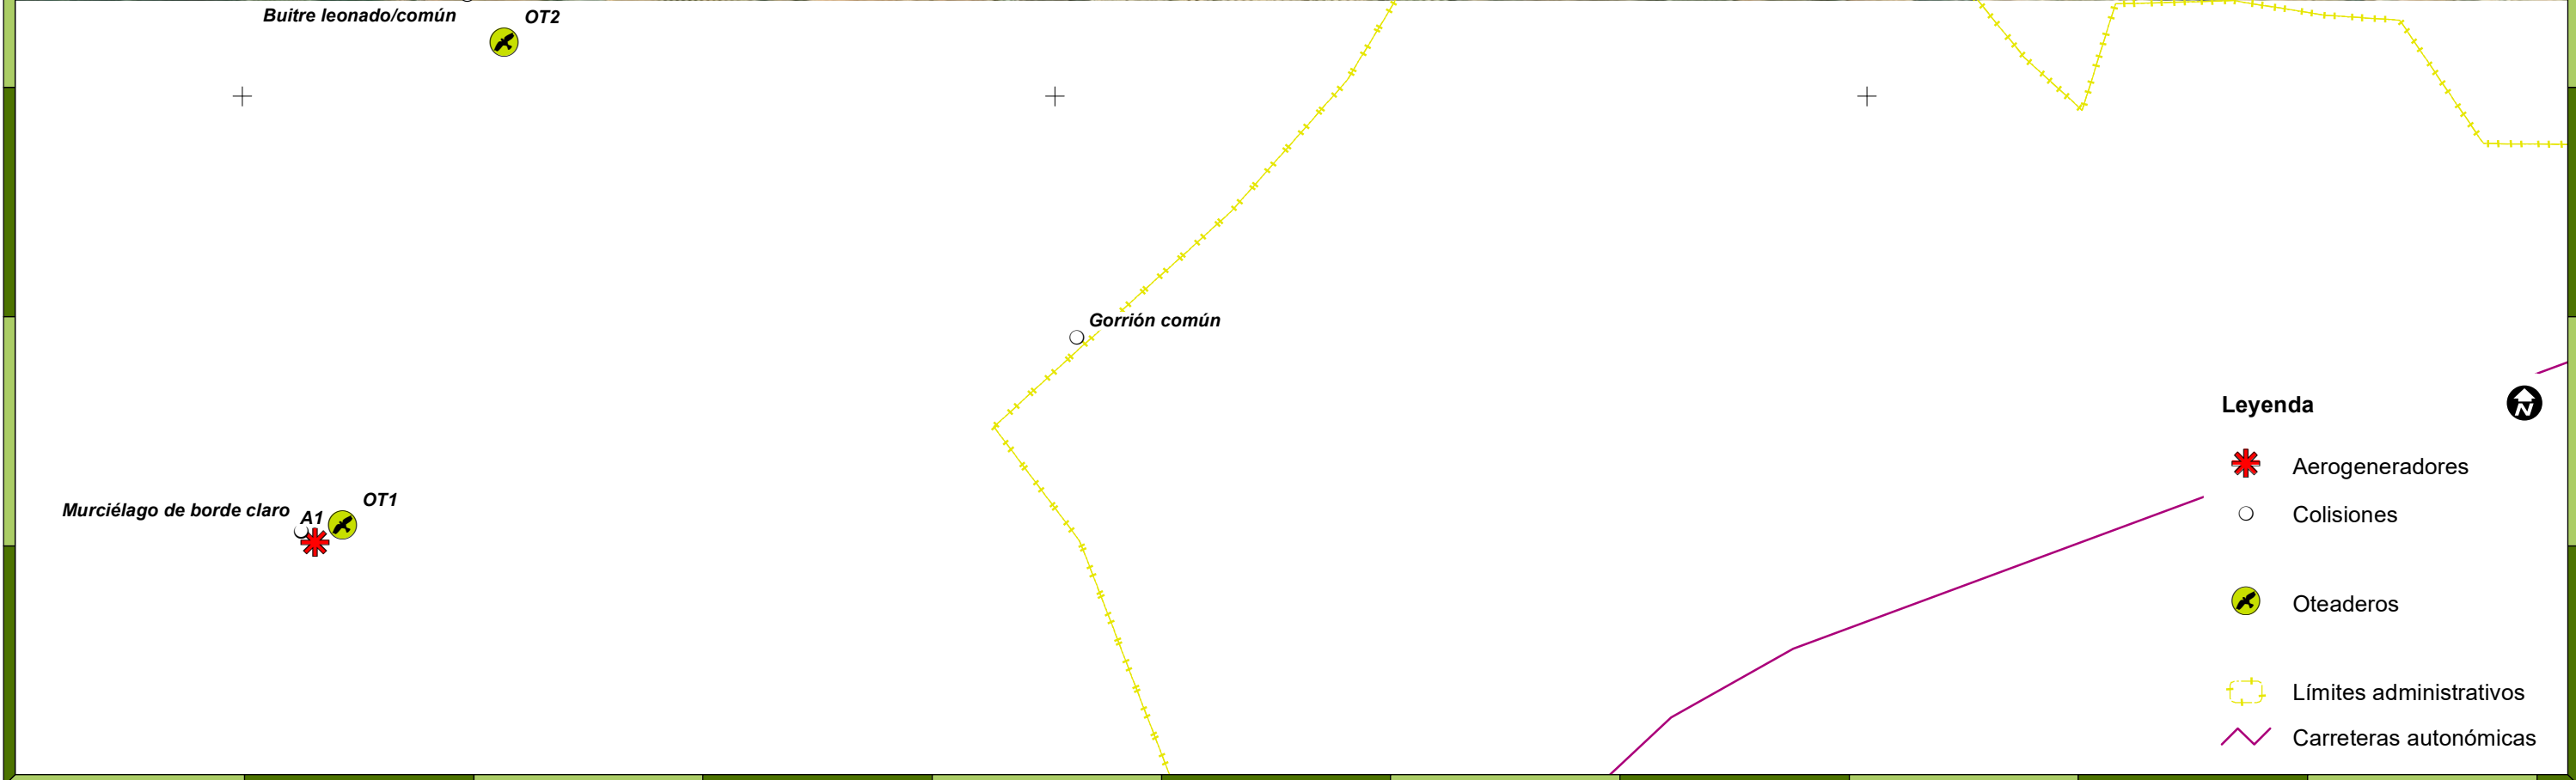 Buitre leonado/común
OT2
Gorrión común
Murciélago de borde claro
A1
OT1
Leyenda
N
Aerogeneradores
Colisiones
Oteaderos
Límites administrativos
Carreteras autonómicas